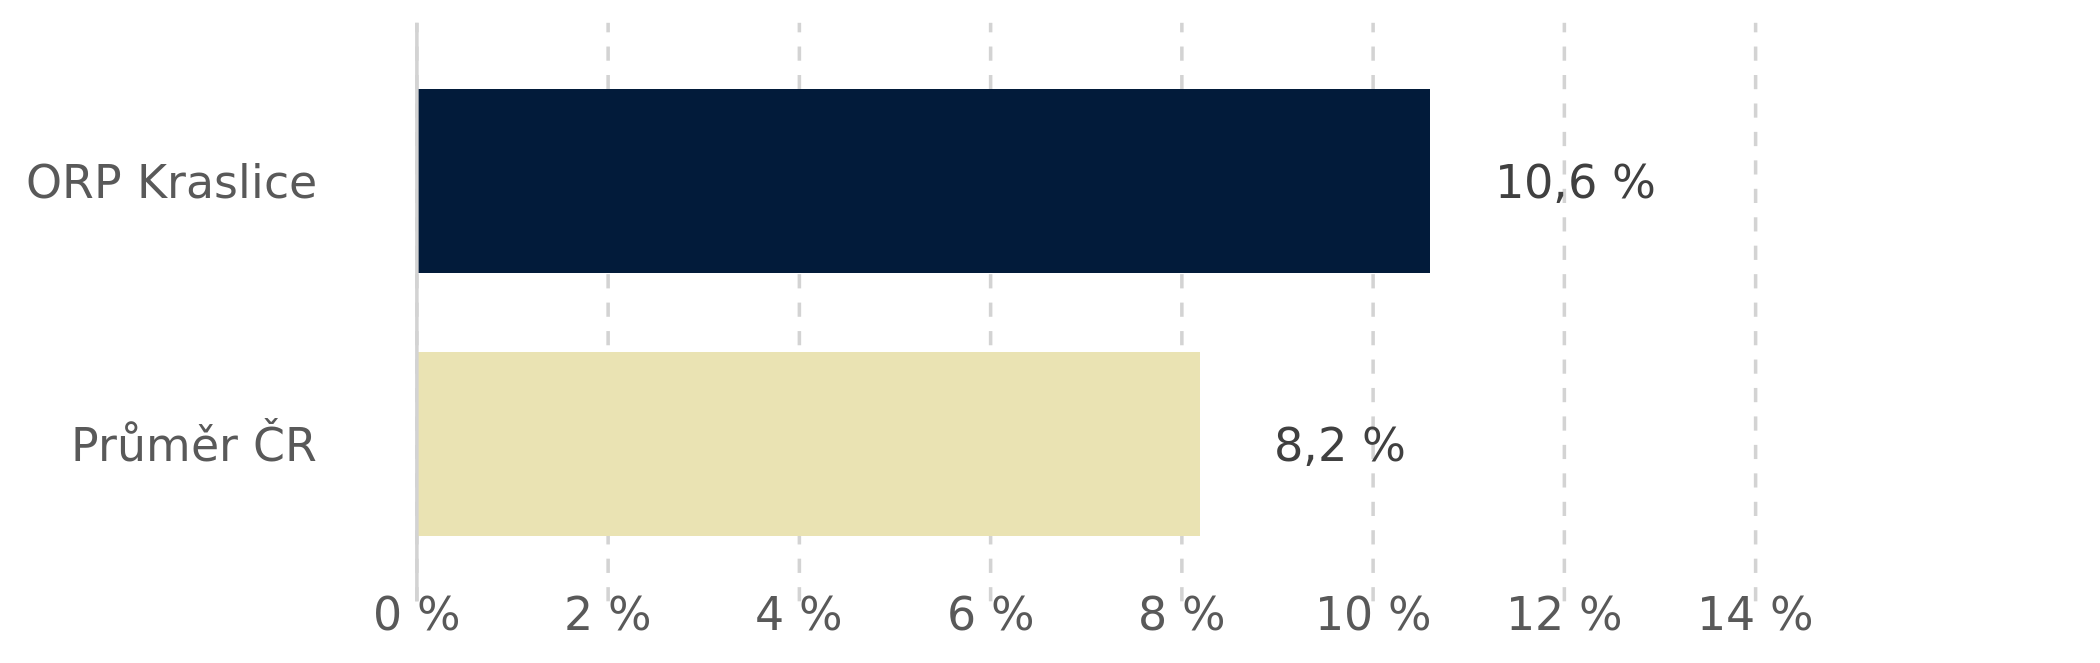 ORP Kraslice 10,6 %
Průměr ČR 8,2 %
0 % 2 % 4 % 6 % 8 % 10 % 12 % 14 %